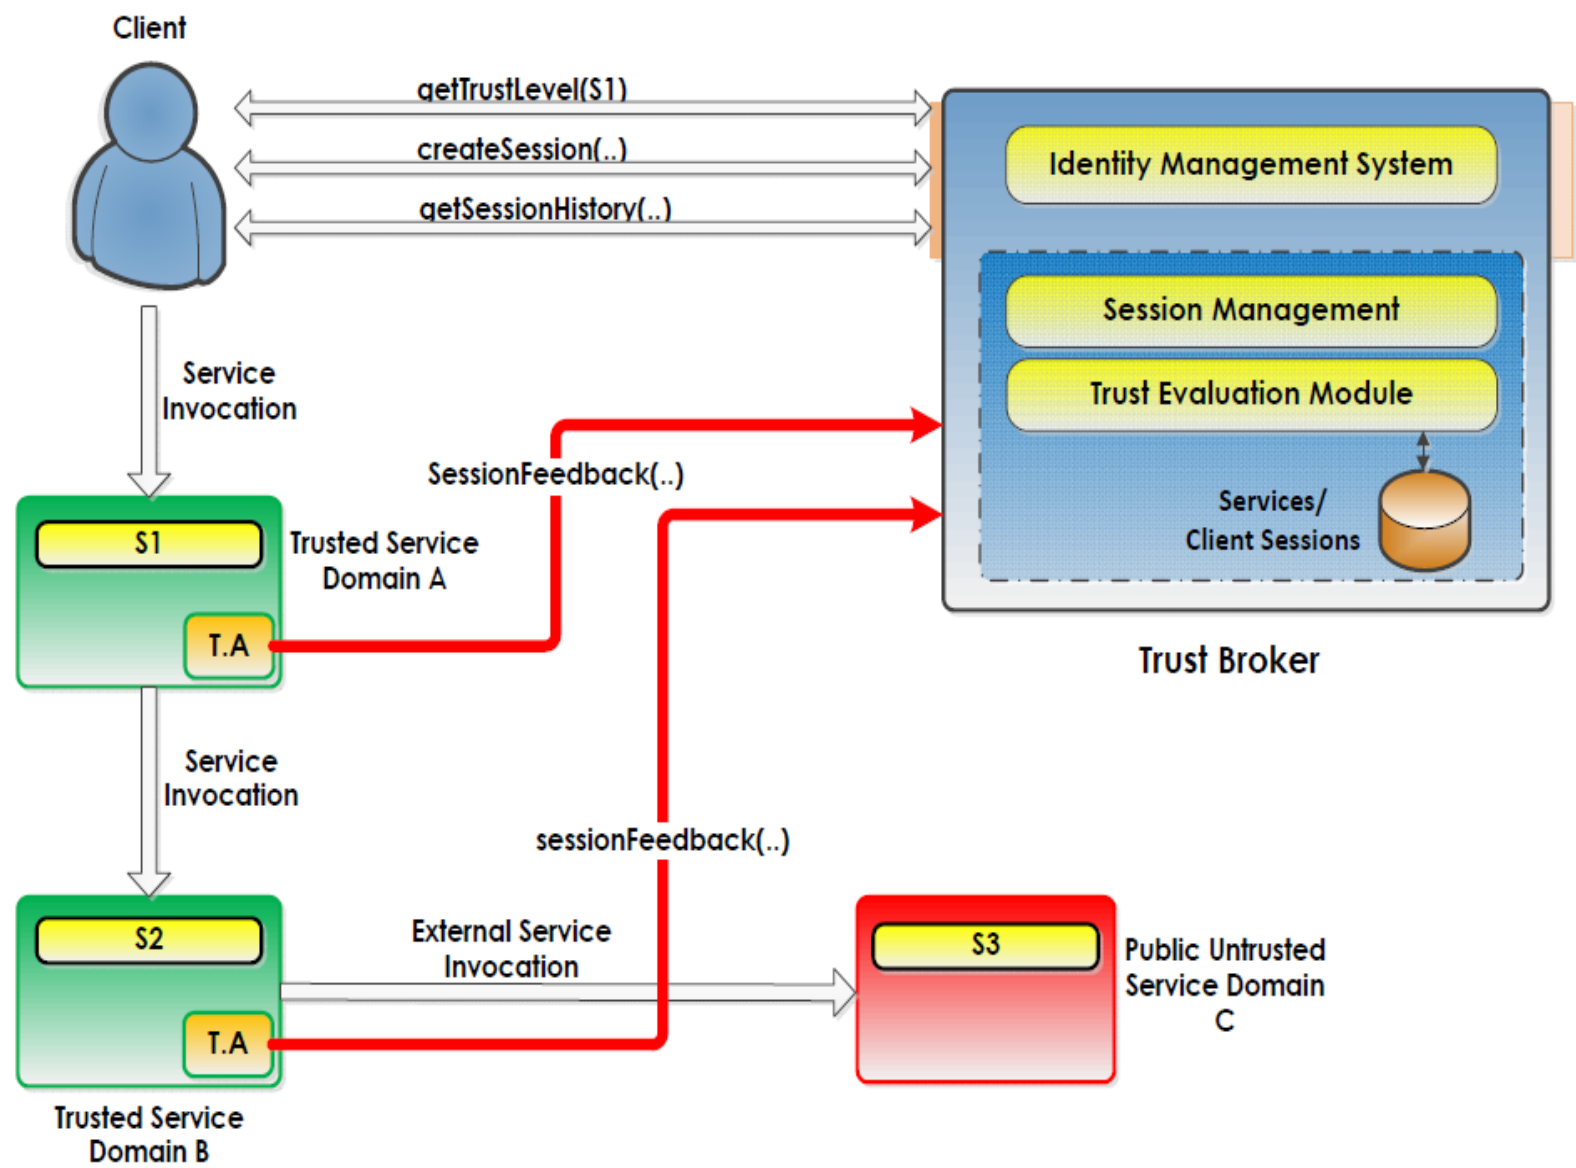 Client
getTrustLevel(S1)
createSession(..)
getSessionHistory(..)
Identity Management System
Session Management
Trust Evaluation Module
Services/
Client Sessions
Trust Broker
Service
Invocation
SessionFeedback(..)
S1
Trusted Service
Domain A
T.A
Service
Invocation
sessionFeedback(..)
S2
External Service
Invocation
T.A
Trusted Service
Domain B
S3
Public Untrusted
Service Domain
C